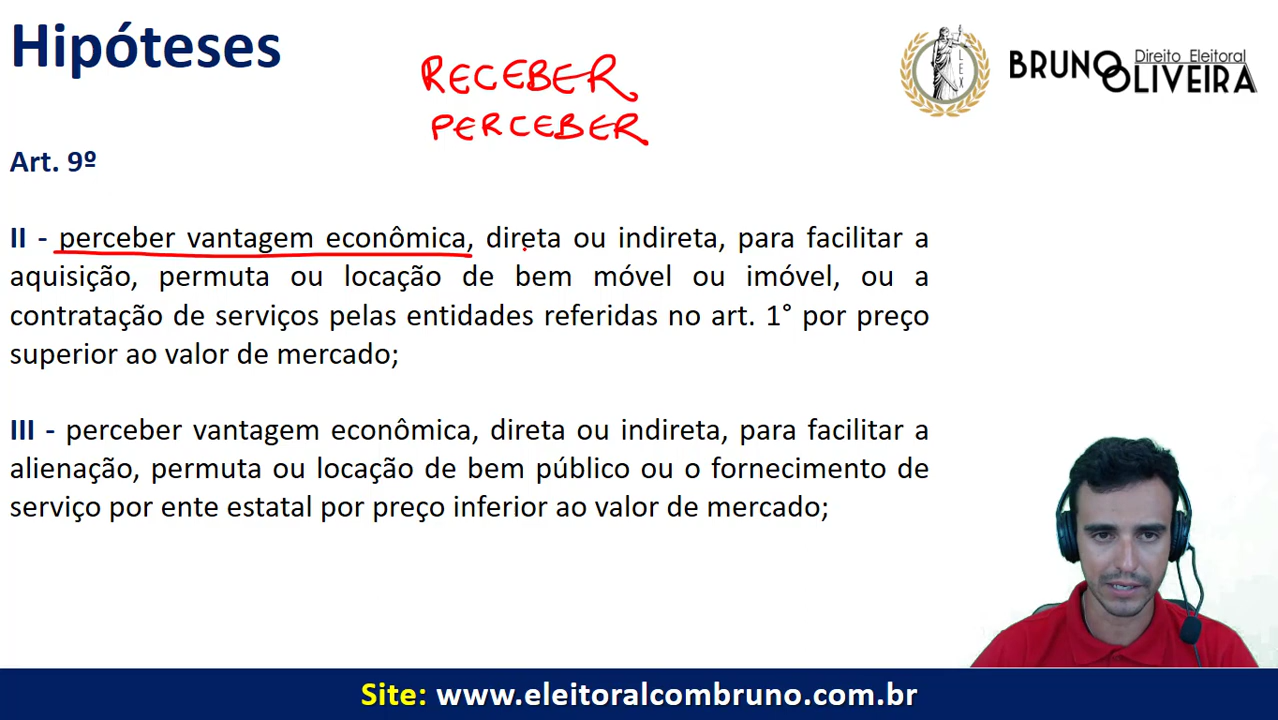 Hipóteses
RECEBER
PERCEBER
LEX
BRUNO OLIVEIRA
Direito Eleitoral
Art. 9º
II - perceber vantagem econômica, direta ou indireta, para facilitar a
aquisição, permuta ou locação de bem móvel ou imóvel, ou a
contratação de serviços pelas entidades referidas no art. 1° por preço
superior ao valor de mercado;
III - perceber vantagem econômica, direta ou indireta, para facilitar a
alienação, permuta ou locação de bem público ou o fornecimento de
serviço por ente estatal por preço inferior ao valor de mercado;
Site: www.eleitoralcombruno.com.br